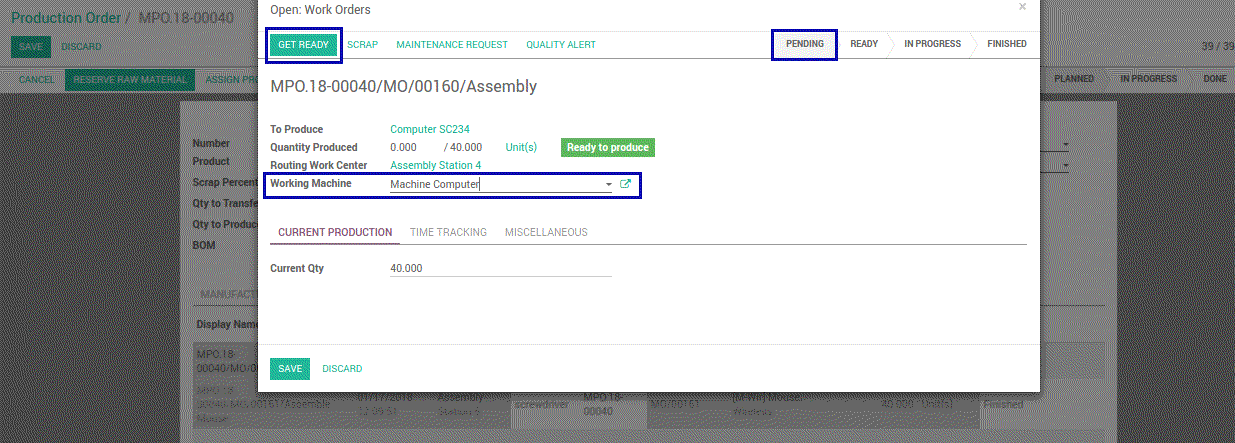 Open: Work Orders
×
Production Order / MPO.18-00040
SAVE DISCARD
GET READY SCRAP MAINTENANCE REQUEST QUALITY ALERT PENDING READY IN PROGRESS FINISHED
39 / 39
CANCEL RESERVE RAW MATERIAL ASSIGN PLANNED IN PROGRESS DONE
MPO.18-00040/MO/00160/Assembly
To Produce Computer SC234
Number
Quantity Produced 0.000 / 40.000 Unit(s) Ready to produce
Product
Routing Work Center Assembly Station 4
Scrap Percent
Working Machine Machine Computer
Qty to Transfe
Qty to Produc
CURRENT PRODUCTION TIME TRACKING MISCELLANEOUS
BOM
Current Qty 40.000
MANUFACT
Display Name
MPO.18-
00040/MO/0
SAVE DISCARD
MPO.18-
00040-MO/00161/Assembly 01/17/2018 Assembly screwdriver MPO.18- MO/00161 [M-Wir] Mouse, 40.000 Unit(s) Finished
Mouse 12:09:51 Station 6 00040 Wireless